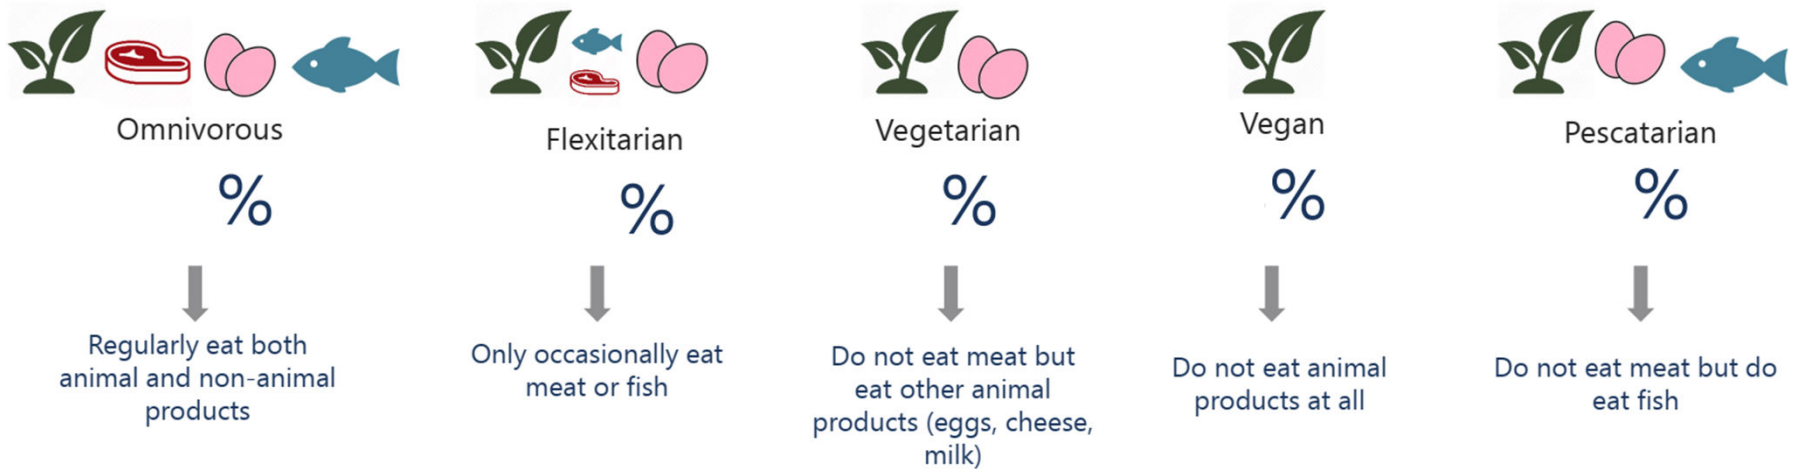 Omnivorous
%
Regularly eat both
animal and non-animal
products
Flexitarian
%
Only occasionally eat
meat or fish
Vegetarian
%
Do not eat meat but
eat other animal
products (eggs, cheese,
milk)
Vegan
%
Do not eat animal
products at all
Pescatarian
%
Do not eat meat but do
eat fish